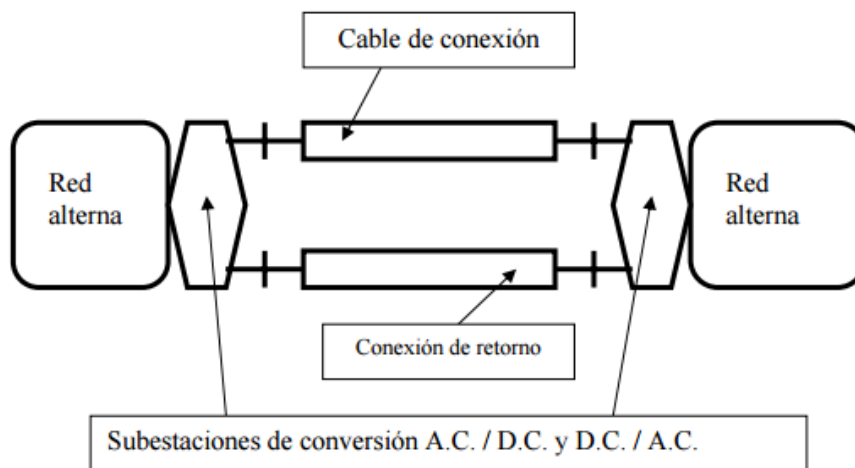 Cable de conexión
Red
alterna
Red
alterna
Conexión de retorno
Subestaciones de conversión A.C. / D.C. y D.C. / A.C.